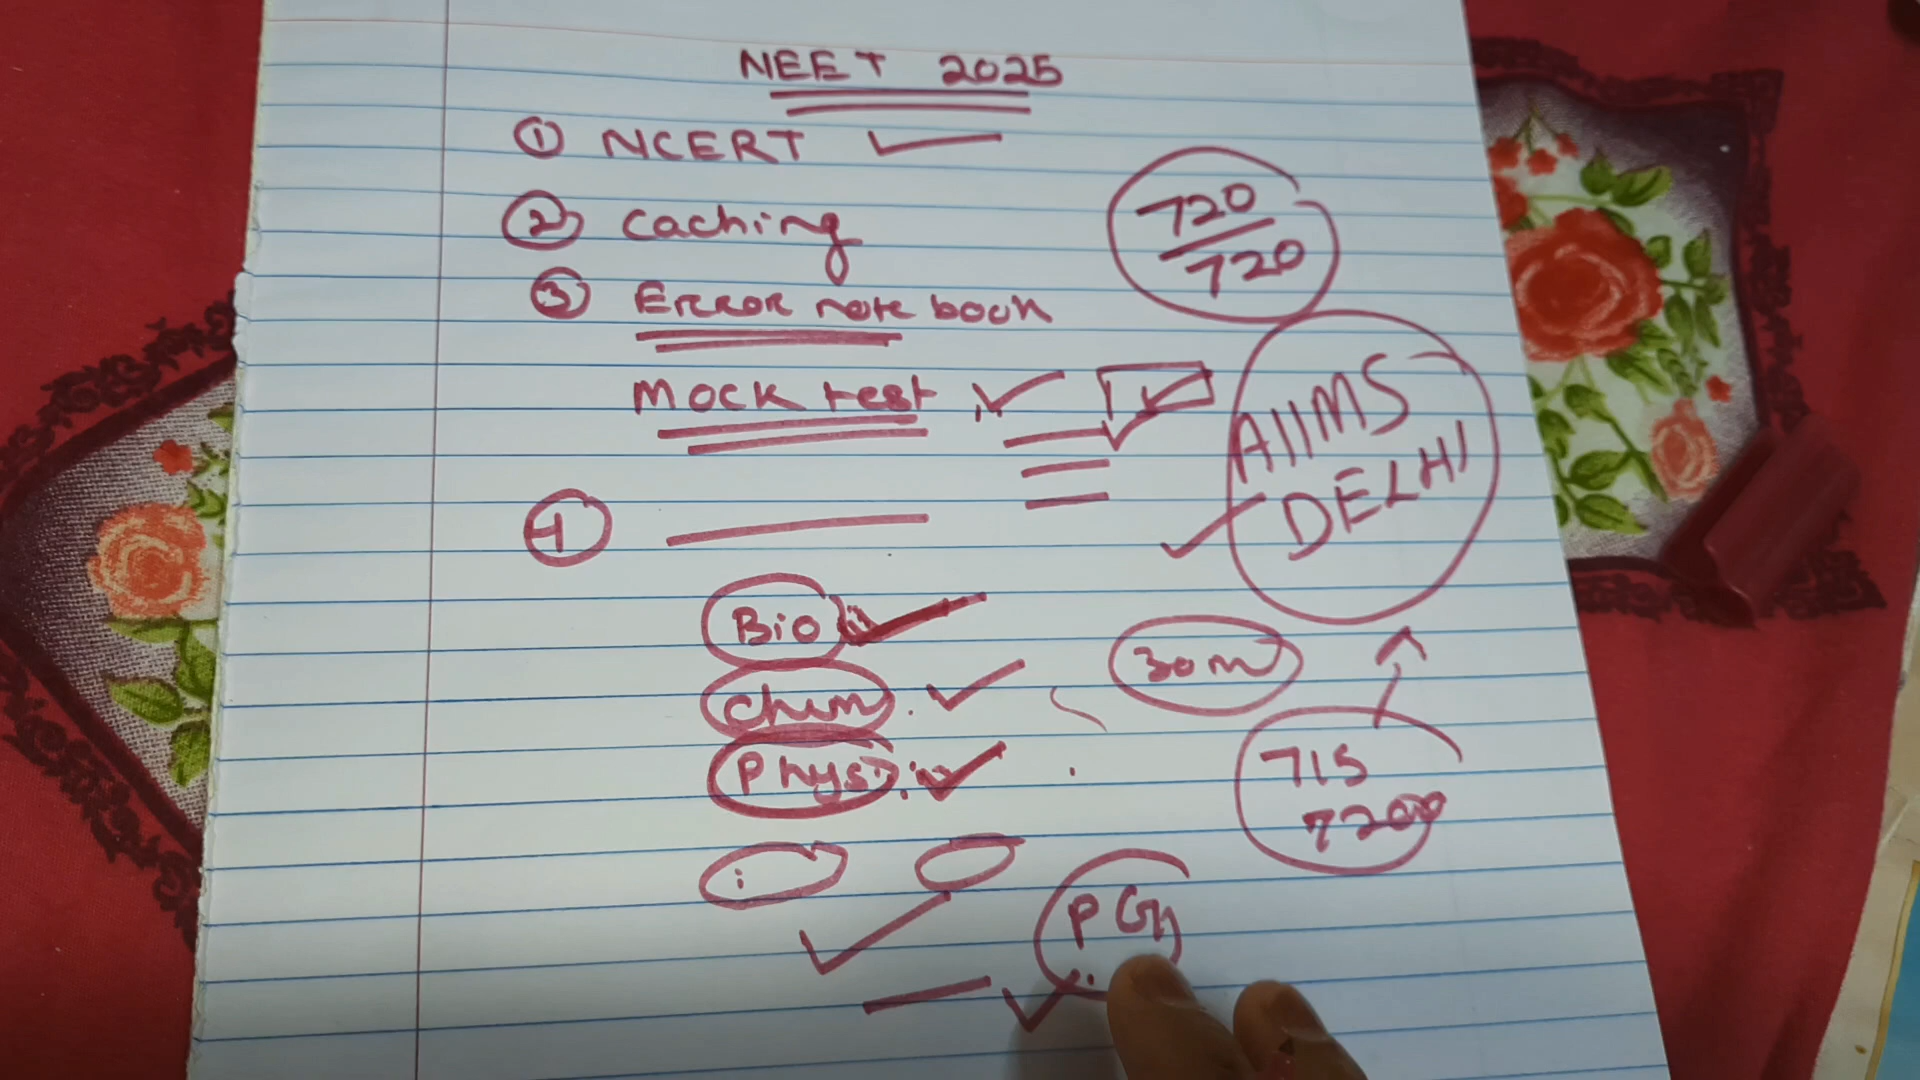 NEET 2025
① NCERT
② caching
720
720
③ ERROR note book
Mock test
AIIMS
DELHI
④
Bio
chem
30m
Physi
715
720
PG